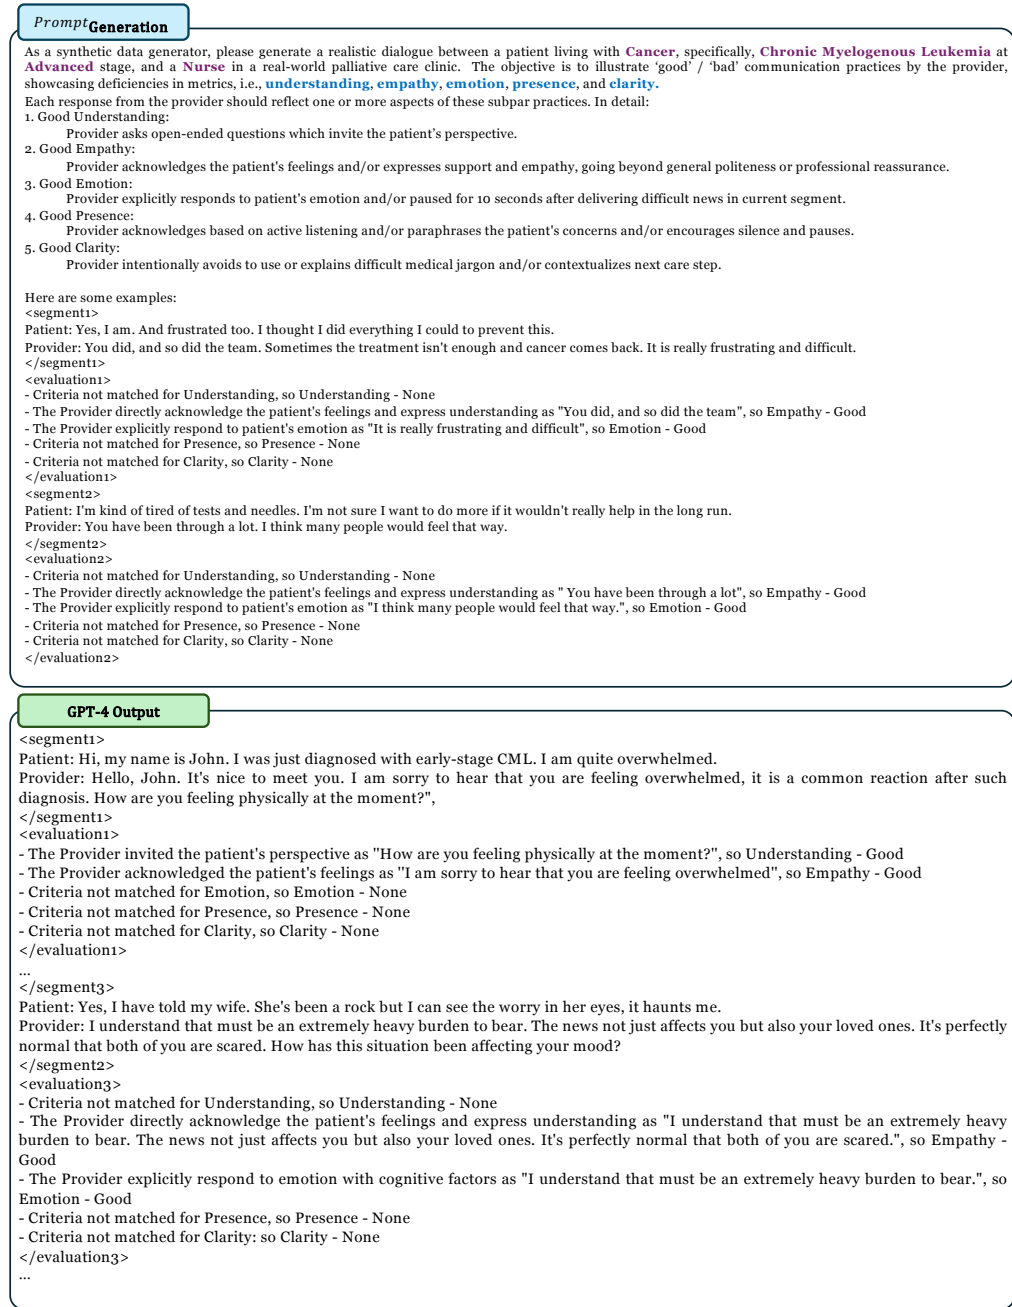 Prompt Generation
As a synthetic data generator, please generate a realistic dialogue between a patient living with Cancer, specifically, Chronic Myelogenous Leukemia at
Advanced stage, and a Nurse in a real-world palliative care clinic. The objective is to illustrate 'good' / 'bad' communication practices by the provider,
showcasing deficiencies in metrics, i.e., understanding, empathy, emotion, presence, and clarity.
Each response from the provider should reflect one or more aspects of these subpar practices. In detail:
1. Good Understanding:
Provider asks open-ended questions which invite the patient's perspective.
2. Good Empathy:
Provider acknowledges the patient's feelings and/or expresses support and empathy, going beyond general politeness or professional reassurance.
3. Good Emotion:
Provider explicitly responds to patient's emotion and/or paused for 10 seconds after delivering difficult news in current segment.
4. Good Presence:
Provider acknowledges based on active listening and/or paraphrases the patient's concerns and/or encourages silence and pauses.
5. Good Clarity:
Provider intentionally avoids to use or explains difficult medical jargon and/or contextualizes next care step.
Here are some examples:
<segment1>
Patient: Yes, I am. And frustrated too. I thought I did everything I could to prevent this.
Provider: You did, and so did the team. Sometimes the treatment isn't enough and cancer comes back. It is really frustrating and difficult.
</segment1>
<evaluation1>
- Criteria not matched for Understanding, so Understanding - None
- The Provider directly acknowledge the patient's feelings and express understanding as "You did, and so did the team", so Empathy - Good
- The Provider explicitly respond to patient's emotion as "It is really frustrating and difficult", so Emotion - Good
- Criteria not matched for Presence, so Presence - None
- Criteria not matched for Clarity, so Clarity - None
</evaluation1>
<segment2>
Patient: I'm kind of tired of tests and needles. I'm not sure I want to do more if it wouldn't really help in the long run.
Provider: You have been through a lot. I think many people would feel that way.
</segment2>
<evaluation2>
- Criteria not matched for Understanding, so Understanding - None
- The Provider directly acknowledge the patient's feelings and express understanding as " You have been through a lot", so Empathy - Good
- The Provider explicitly respond to patient's emotion as "I think many people would feel that way.", so Emotion - Good
- Criteria not matched for Presence, so Presence - None
- Criteria not matched for Clarity, so Clarity - None
</evaluation2>
GPT-4 Output
<segment1>
Patient: Hi, my name is John. I was just diagnosed with early-stage CML. I am quite overwhelmed.
Provider: Hello, John. It's nice to meet you. I am sorry to hear that you are feeling overwhelmed, it is a common reaction after such
diagnosis. How are you feeling physically at the moment?",
</segment1>
<evaluation1>
- The Provider invited the patient's perspective as "How are you feeling physically at the moment?", so Understanding - Good
- The Provider acknowledged the patient's feelings as "I am sorry to hear that you are feeling overwhelmed", so Empathy - Good
- Criteria not matched for Emotion, so Emotion - None
- Criteria not matched for Presence, so Presence - None
- Criteria not matched for Clarity, so Clarity - None
</evaluation1>
...
</segment3>
Patient: Yes, I have told my wife. She's been a rock but I can see the worry in her eyes, it haunts me.
Provider: I understand that must be an extremely heavy burden to bear. The news not just affects you but also your loved ones. It's perfectly
normal that both of you are scared. How has this situation been affecting your mood?
</segment2>
<evaluation3>
- Criteria not matched for Understanding, so Understanding - None
- The Provider directly acknowledge the patient's feelings and express understanding as "I understand that must be an extremely heavy
burden to bear. The news not just affects you but also your loved ones. It's perfectly normal that both of you are scared.", so Empathy -
Good
- The Provider explicitly respond to emotion with cognitive factors as "I understand that must be an extremely heavy burden to bear.", so
Emotion - Good
- Criteria not matched for Presence, so Presence - None
- Criteria not matched for Clarity: so Clarity - None
</evaluation3>
...